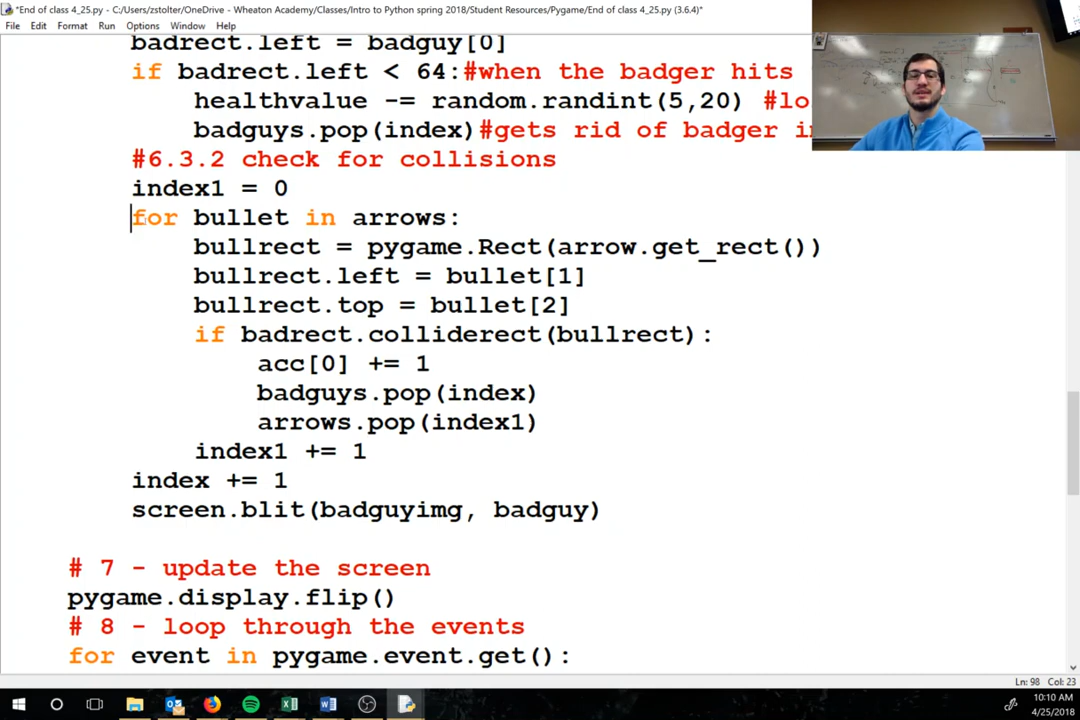 *End of class 4_25.py - C:/Users/zstolter/OneDrive - Wheaton Academy/Classes/Intro to Python spring 2018/Student Resources/Pygame/End of class 4_25.py (3.6.4)*
File Edit Format Run Options Window Help
badrect.left = badguy[0]
if badrect.left < 64:#when the badger hits
healthvalue -= random.randint(5,20) #lo
badguys.pop(index)#gets rid of badger i
#6.3.2 check for collisions
index1 = 0
for bullet in arrows:
bullrect = pygame.Rect(arrow.get_rect())
bullrect.left = bullet[1]
bullrect.top = bullet[2]
if badrect.colliderect(bullrect):
acc[0] += 1
badguys.pop(index)
arrows.pop(index1)
index1 += 1
index += 1
screen.blit(badguyimg, badguy)
# 7 - update the screen
pygame.display.flip()
# 8 - loop through the events
for event in pygame.event.get():
Ln: 98 Col: 23
10:10 AM
4/25/2018